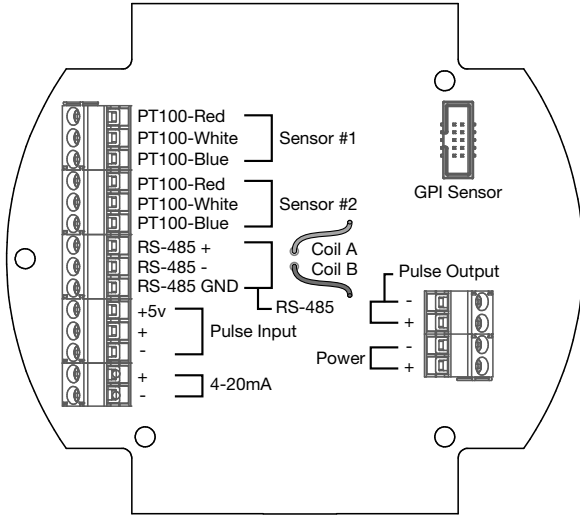 PT100-Red
PT100-White
PT100-Blue
Sensor #1
PT100-Red
PT100-White
PT100-Blue
Sensor #2
RS-485 +
RS-485 -
RS-485 GND
RS-485
+5v
+
-
Pulse Input
+
-
4-20mA
Coil A
Coil B
GPI Sensor
Pulse Output
-
+
Power
-
+